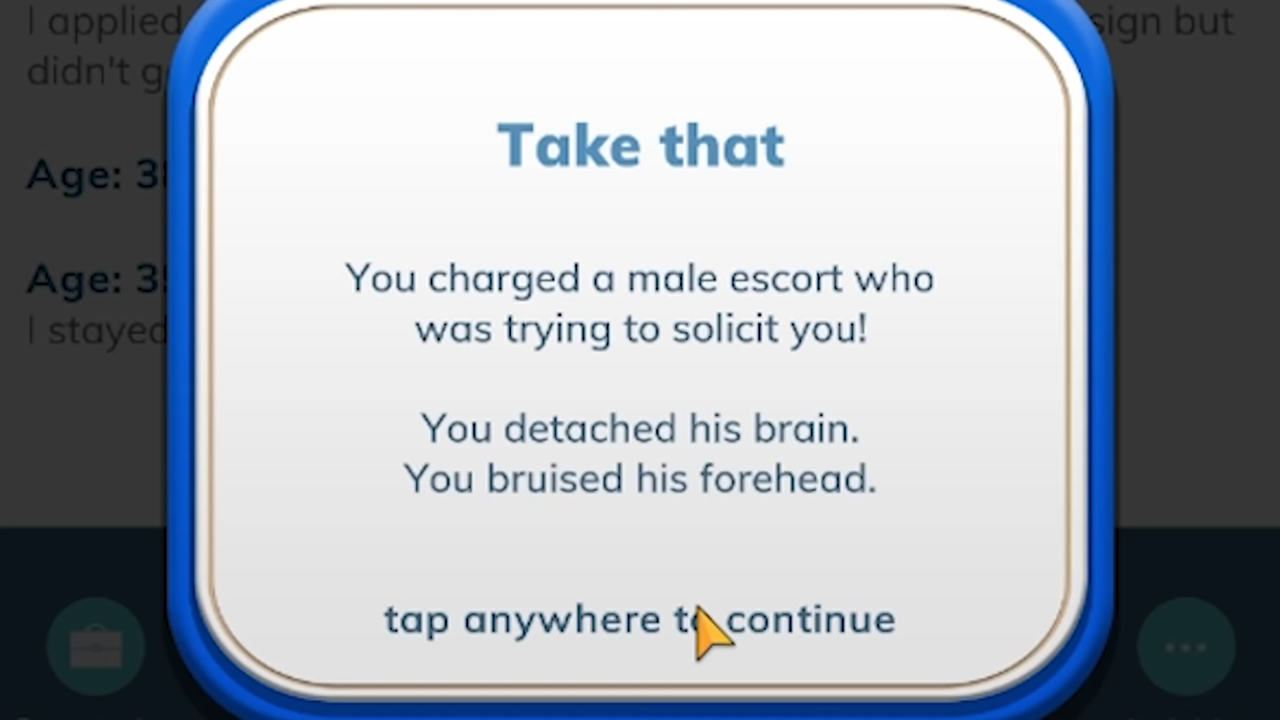 I applied
sign but
didn't g
Take that
Age: 3
You charged a male escort who
was trying to solicit you!
Age: 3
I stayed
You detached his brain.
You bruised his forehead.
tap anywhere to continue